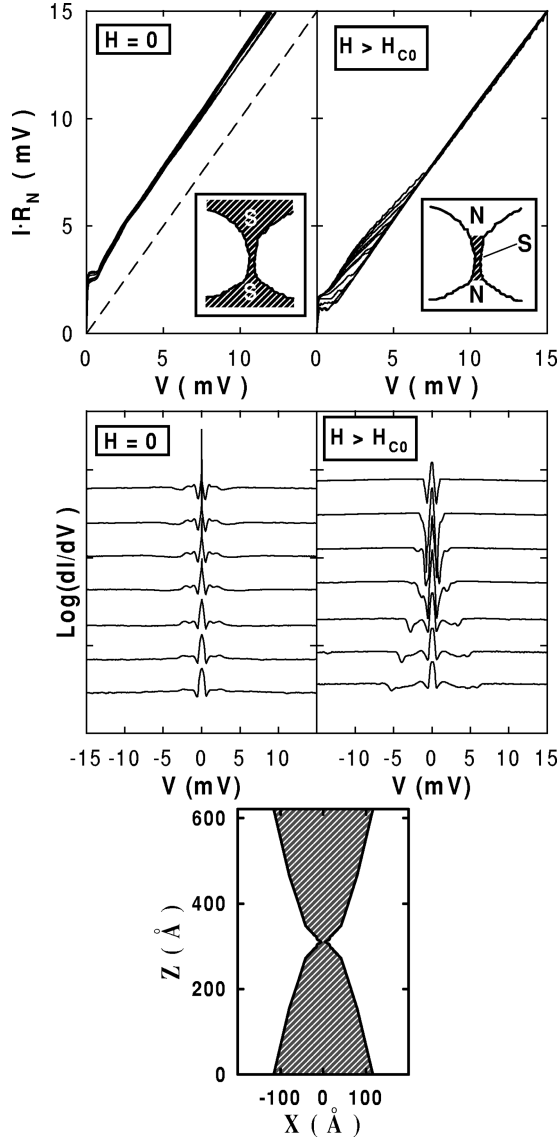 H = 0
H > H_C0
I·R_N ( mV )
15
10
5
0
S
S
N
S
N
0 5 10
0 5 10 15
V ( mV )
V ( mV )
H = 0
H > H_C0
Log(dI/dV)
-15 -10 -5 0 5 10
-10 -5 0 5 10 15
V (mV)
V (mV)
Z ( Å )
600
400
200
0
-100 0 100
X ( Å )